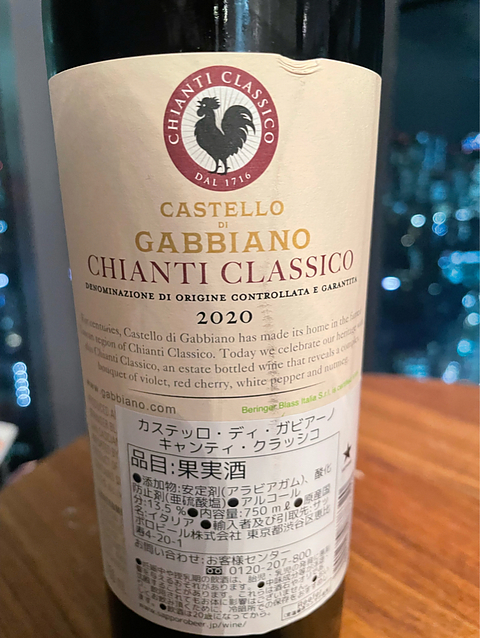 CHIANTI CLASSICO
DAL 1716
CASTELLO
DI
GABBIANO
CHIANTI CLASSICO
DENOMINAZIONE DI ORIGINE CONTROLLATA E GARANTITA
2020
centuries, Castello di Gabbiano has made its home in the
region of Chianti Classico. Today we celebrate our
Chianti Classico, an estate bottled wine that reveals a
bouquet of violet, red cherry, white pepper and nutmeg.
www.gabbiano.com
Beringer Blass Italia S.r.l.
カステッロ・ディ・ガビアーノ
キャンティ・クラッシコ
品目:果実酒
●添加物:安定剤(アラビアガム)、酸化
防止剤(亜硫酸塩)●アルコール
分:13.5%●内容量:750mℓ●原産国
名:イタリア●輸入者及び引取先:サッ
ポロビール株式会社 東京都渋谷区恵比
寿4-20-1
お問い合わせ:お客様センター
0120-207-800
www.sapporobeer.jp/wine/